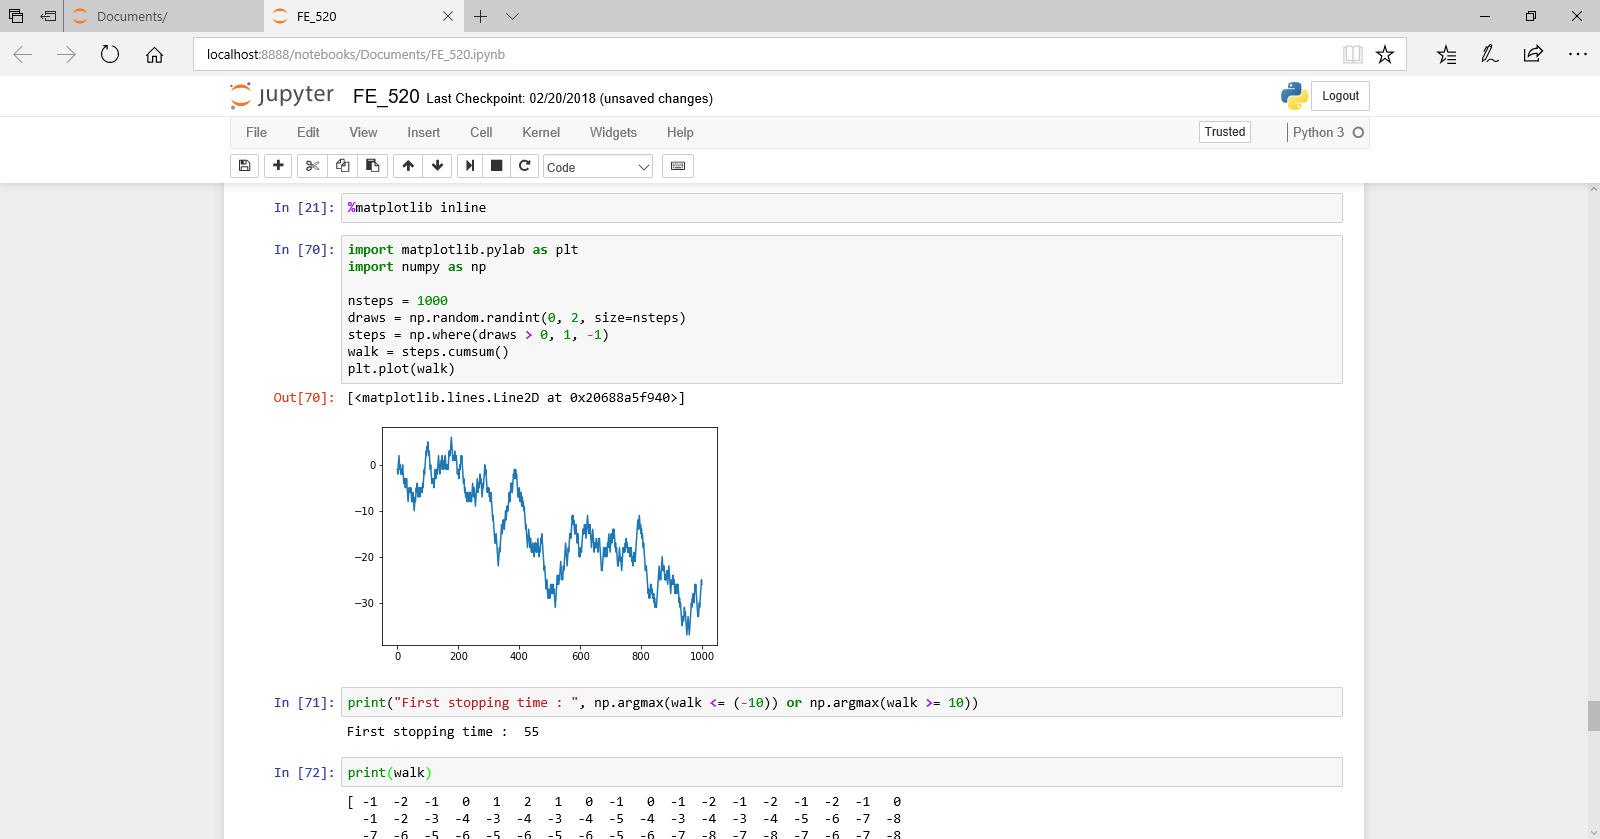 Documents/
FE_520
localhost:8888/notebooks/Documents/FE_520.ipynb
jupyter FE_520 Last Checkpoint: 02/20/2018 (unsaved changes)
Logout
File Edit View Insert Cell Kernel Widgets Help
Trusted
Python 3
Code
In [21]: %matplotlib inline
In [70]: import matplotlib.pylab as plt
import numpy as np
nsteps = 1000
draws = np.random.randint(0, 2, size=nsteps)
steps = np.where(draws > 0, 1, -1)
walk = steps.cumsum()
plt.plot(walk)
Out[70]: [<matplotlib.lines.Line2D at 0x20688a5f940>]
0
−10
−20
−30
0 200 400 600 800 1000
In [71]: print("First stopping time : ", np.argmax(walk <= (-10)) or np.argmax(walk >= 10))
First stopping time :  55
In [72]: print(walk)
[ -1 -2 -1 0 1 2 1 0 -1 0 -1 -2 -1 -2 -1 -2 -1 0
-1 -2 -3 -4 -3 -4 -3 -4 -5 -4 -3 -4 -3 -4 -5 -6 -7 -8
-7 -6 -5 -6 -5 -6 -5 -6 -5 -6 -7 -8 -7 -8 -7 -6 -7 -8